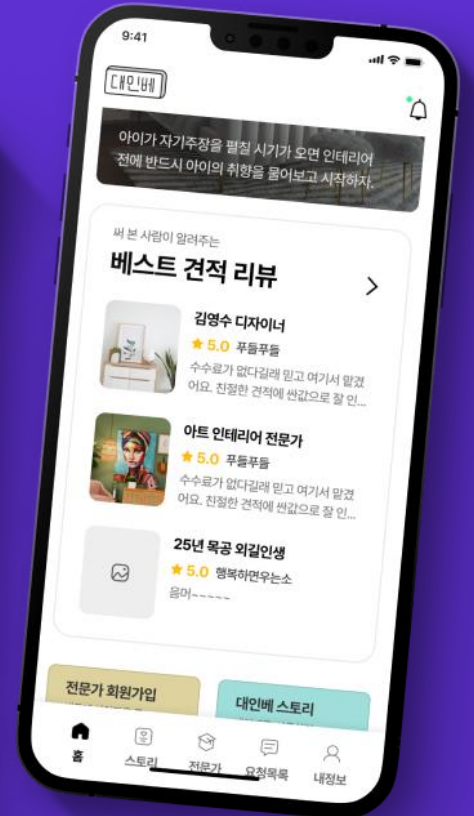 9:41
대인베
아이가 자기주장을 펼칠 시기가 오면 인테리어
전에 반드시 아이의 취향을 물어보고 시작하자.
써 본 사람이 알려주는
베스트 견적 리뷰
김영수 디자이너
5.0 푸들푸들
수수료가 없다길래 믿고 여기서 맡겼
어요. 친절한 견적에 싼값으로 잘 인...
아트 인테리어 전문가
5.0 푸들푸들
수수료가 없다길래 믿고 여기서 맡겼
어요. 친절한 견적에 싼값으로 잘 인...
25년 목공 외길인생
5.0 행복하면우는소
음머~~~~~
전문가 회원가입
대인베 스토리
홈
스토리
전문가
요청목록
내정보